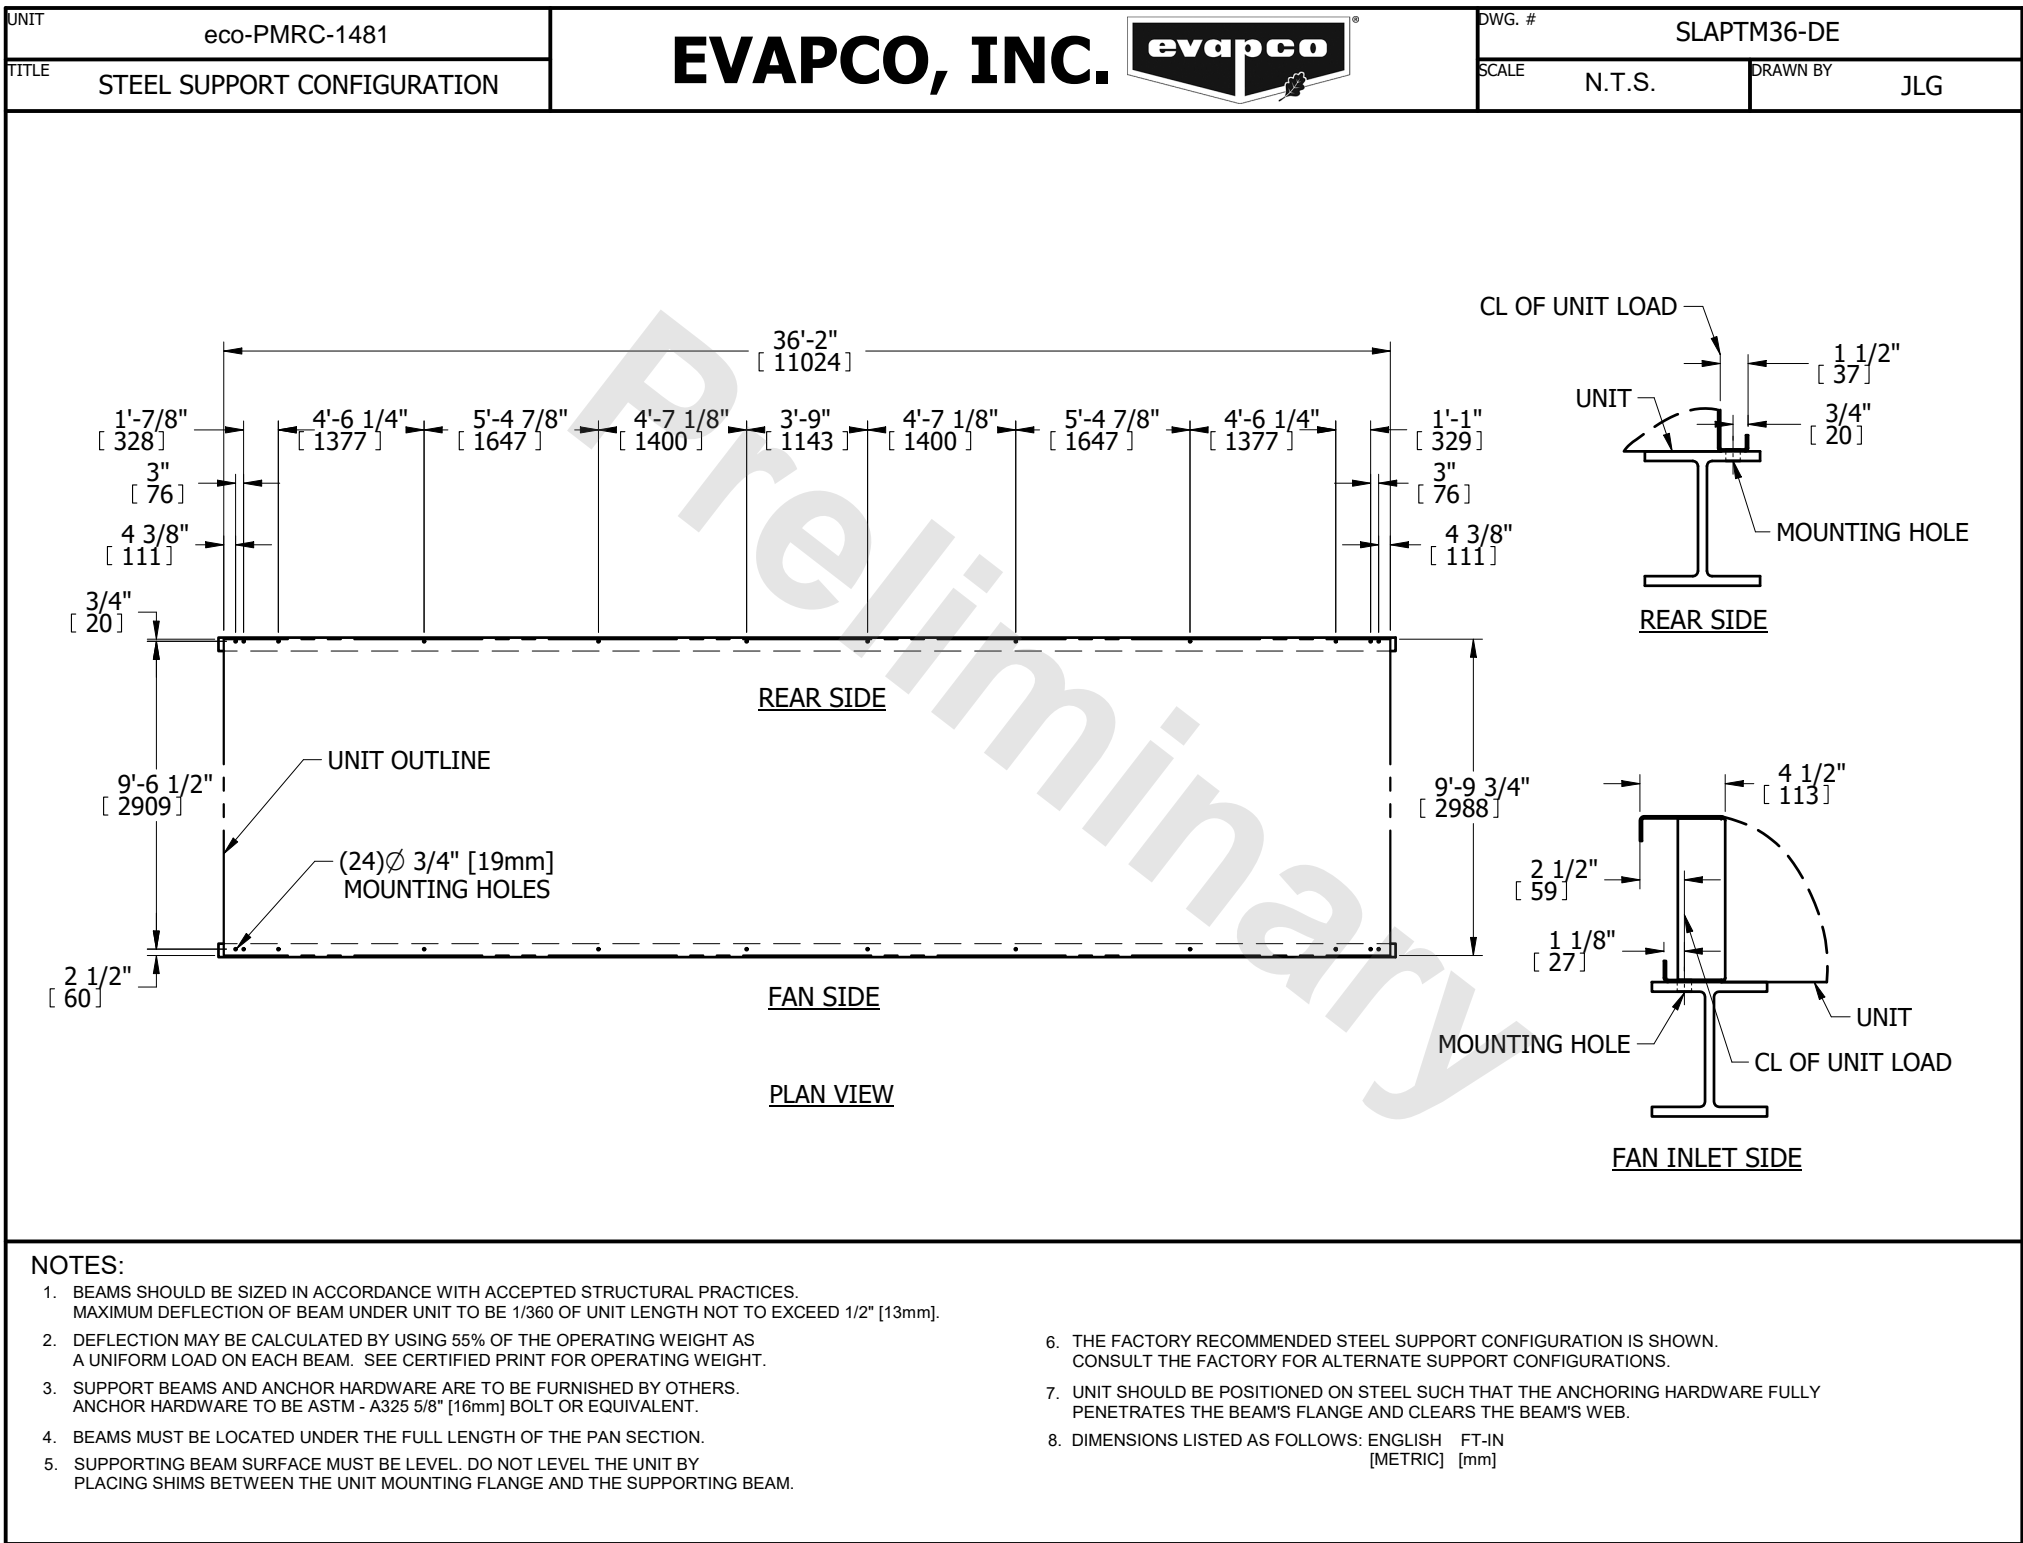 UNIT
eco-PMRC-1481
TITLE
STEEL SUPPORT CONFIGURATION
EVAPCO, INC.
evapco
®
DWG. #
SLAPTM36-DE
SCALE
N.T.S.
DRAWN BY
JLG
Preliminary
36'-2"
[ 11024 ]
1'-7/8"
[ 328 ]
4'-6 1/4"
[ 1377 ]
5'-4 7/8"
[ 1647 ]
4'-7 1/8"
[ 1400 ]
3'-9"
[ 1143 ]
4'-7 1/8"
[ 1400 ]
5'-4 7/8"
[ 1647 ]
4'-6 1/4"
[ 1377 ]
1'-1"
[ 329 ]
3"
[ 76 ]
3"
[ 76 ]
4 3/8"
[ 111 ]
4 3/8"
[ 111 ]
3/4"
[ 20 ]
REAR SIDE
UNIT OUTLINE
9'-6 1/2"
[ 2909 ]
9'-9 3/4"
[ 2988 ]
(24)Ø 3/4" [19mm]
MOUNTING HOLES
2 1/2"
[ 60 ]
FAN SIDE
PLAN VIEW
CL OF UNIT LOAD
1 1/2"
[ 37 ]
UNIT
3/4"
[ 20 ]
MOUNTING HOLE
REAR SIDE
4 1/2"
[ 113 ]
2 1/2"
[ 59 ]
1 1/8"
[ 27 ]
UNIT
MOUNTING HOLE
CL OF UNIT LOAD
FAN INLET SIDE
NOTES:
1. BEAMS SHOULD BE SIZED IN ACCORDANCE WITH ACCEPTED STRUCTURAL PRACTICES.
MAXIMUM DEFLECTION OF BEAM UNDER UNIT TO BE 1/360 OF UNIT LENGTH NOT TO EXCEED 1/2" [13mm].
2. DEFLECTION MAY BE CALCULATED BY USING 55% OF THE OPERATING WEIGHT AS
A UNIFORM LOAD ON EACH BEAM. SEE CERTIFIED PRINT FOR OPERATING WEIGHT.
3. SUPPORT BEAMS AND ANCHOR HARDWARE ARE TO BE FURNISHED BY OTHERS.
ANCHOR HARDWARE TO BE ASTM - A325 5/8" [16mm] BOLT OR EQUIVALENT.
4. BEAMS MUST BE LOCATED UNDER THE FULL LENGTH OF THE PAN SECTION.
5. SUPPORTING BEAM SURFACE MUST BE LEVEL. DO NOT LEVEL THE UNIT BY
PLACING SHIMS BETWEEN THE UNIT MOUNTING FLANGE AND THE SUPPORTING BEAM.
6. THE FACTORY RECOMMENDED STEEL SUPPORT CONFIGURATION IS SHOWN.
CONSULT THE FACTORY FOR ALTERNATE SUPPORT CONFIGURATIONS.
7. UNIT SHOULD BE POSITIONED ON STEEL SUCH THAT THE ANCHORING HARDWARE FULLY
PENETRATES THE BEAM'S FLANGE AND CLEARS THE BEAM'S WEB.
8. DIMENSIONS LISTED AS FOLLOWS: ENGLISH FT-IN
[METRIC] [mm]